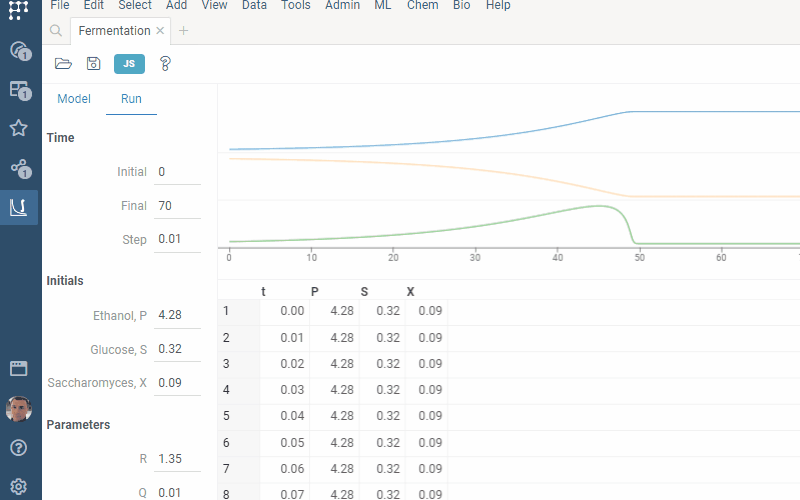 File Edit Select Add View Data Tools Admin ML Chem Bio Help
Fermentation
JS
Model Run
Time
Initial 0
Final 70
Step 0.01
Initials
Ethanol, P 4.28
Glucose, S 0.32
Saccharomyces, X 0.09
Parameters
R 1.35
Q 0.01
1
1
1
0 10 20 30 40 50 60
t P S X
1 0.00 4.28 0.32 0.09
2 0.01 4.28 0.32 0.09
3 0.02 4.28 0.32 0.09
4 0.03 4.28 0.32 0.09
5 0.04 4.28 0.32 0.09
6 0.05 4.28 0.32 0.09
7 0.06 4.28 0.32 0.09
8 0.07 4.28 0.32 0.09